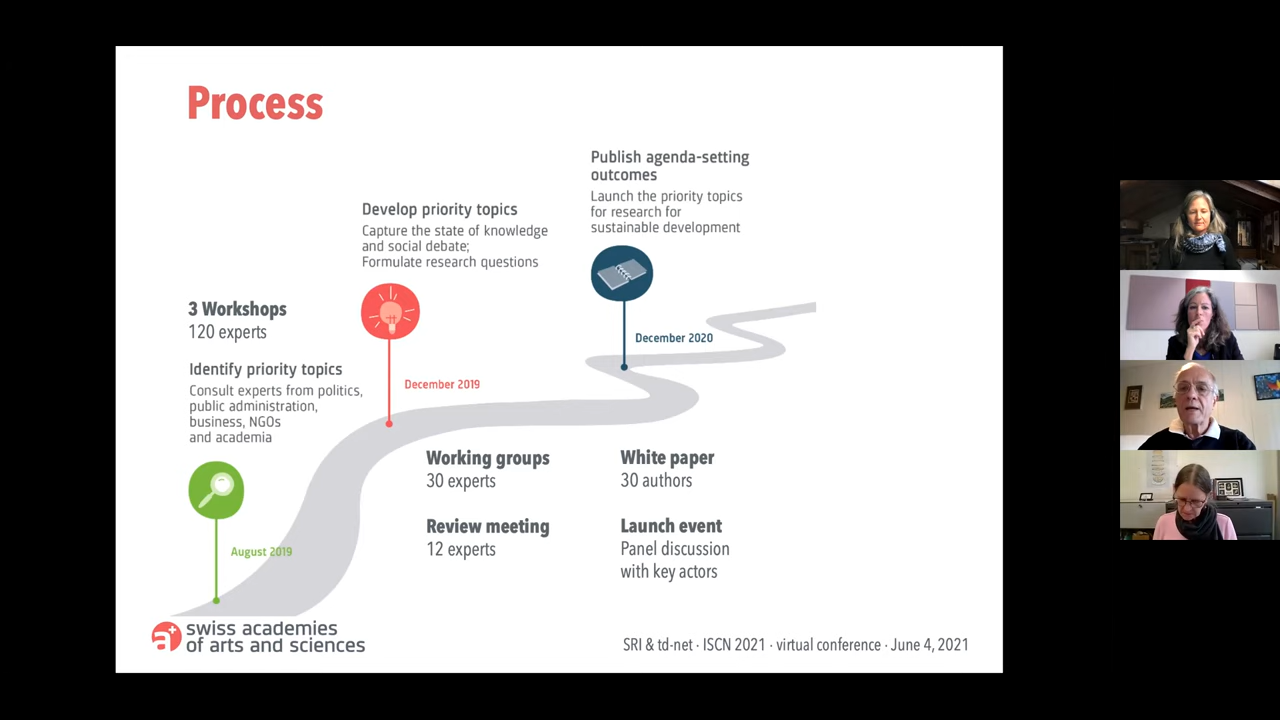 Process
Publish agenda-setting
outcomes
Launch the priority topics
for research for
sustainable development
Develop priority topics
Capture the state of knowledge
and social debate;
Formulate research questions
3 Workshops
120 experts
Identify priority topics
Consult experts from politics,
public administration,
business, NGOs
and academia
December 2020
December 2019
August 2019
Working groups
30 experts
Review meeting
12 experts
White paper
30 authors
Launch event
Panel discussion
with key actors
a+
swiss academies
of arts and sciences
SRI & td-net · ISCN 2021 · virtual conference · June 4, 2021